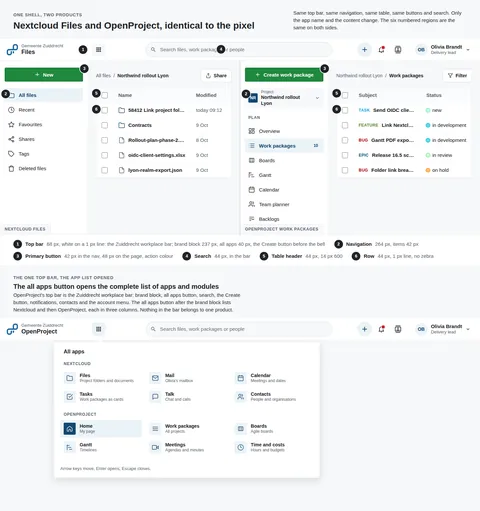 ONE SHELL, TWO PRODUCTS
Nextcloud Files and OpenProject, identical to the pixel
Same top bar, same navigation, same table, same buttons and search. Only
the app name and the content change. The six numbered regions are the
same on both sides.
Gemeente Zuiddrecht
Files
1
Search files, work packages or people
4
OB
Olivia Brandt
Delivery lead
3
+ New
2
All files
Recent
Favourites
Shares
Tags
Deleted files
NEXTCLOUD FILES
All files / Northwind rollout
Share
5
Name
Modified
6
58412 Link project fol...
today 09:12
Contracts
9 Oct
Rollout-plan-phase-2....
9 Oct
oidc-client-settings.xlsx
9 Oct
lyon-realm-export.json
9 Oct
3
+ Create work package
2
Project
Northwind rollout
Lyon
PLAN
Overview
Work packages
Boards
Gantt
Calendar
Team planner
Backlogs
OPENPROJECT WORK PACKAGES
Northwind rollout, Lyon / Work packages
Filter
5
Subject
Status
6
TASK Send OIDC clie...
new
FEATURE Link Nextcl...
in development
BUG Gantt PDF expo...
in development
EPIC Release 16.5 sc...
in review
BUG Folder link brea...
on hold
1 Top bar 68 px, white on a 1 px line: the Zuiddrecht workplace bar; brand block 237 px, all apps 40 px, the Create button before the bell
2 Navigation 264 px, items 42 px
3 Primary button 42 px in the nav, 44 px on the page, action colour
4 Search 44 px, in the bar
5 Table header 44 px, 14 px 600
6 Row 44 px, 1 px line, no zebra
THE ONE TOP BAR, THE APP LIST OPENED
The all apps button opens the complete list of apps and modules
OpenProject's top bar is the Zuiddrecht workplace bar: brand block, all apps button, search, the Create
button, notifications, contacts and the account menu. The all apps button after the brand block lists
Nextcloud and then OpenProject, each in three columns. Nothing in the bar belongs to one product.
Gemeente Zuiddrecht
OpenProject
Search files, work packages or people
OB
Olivia Brandt
Delivery lead
All apps
NEXTCLOUD
Files
Project folders and documents
Mail
Olivia's mailbox
Calendar
Meetings and dates
Tasks
Work packages as cards
Talk
Chat and calls
Contacts
People and organisations
OPENPROJECT
Home
My page
Work packages
All projects
Boards
Agile boards
Gantt
Timelines
Meetings
Agendas and minutes
Time and costs
Hours and budgets
Arrow keys move, Enter opens, Escape closes.